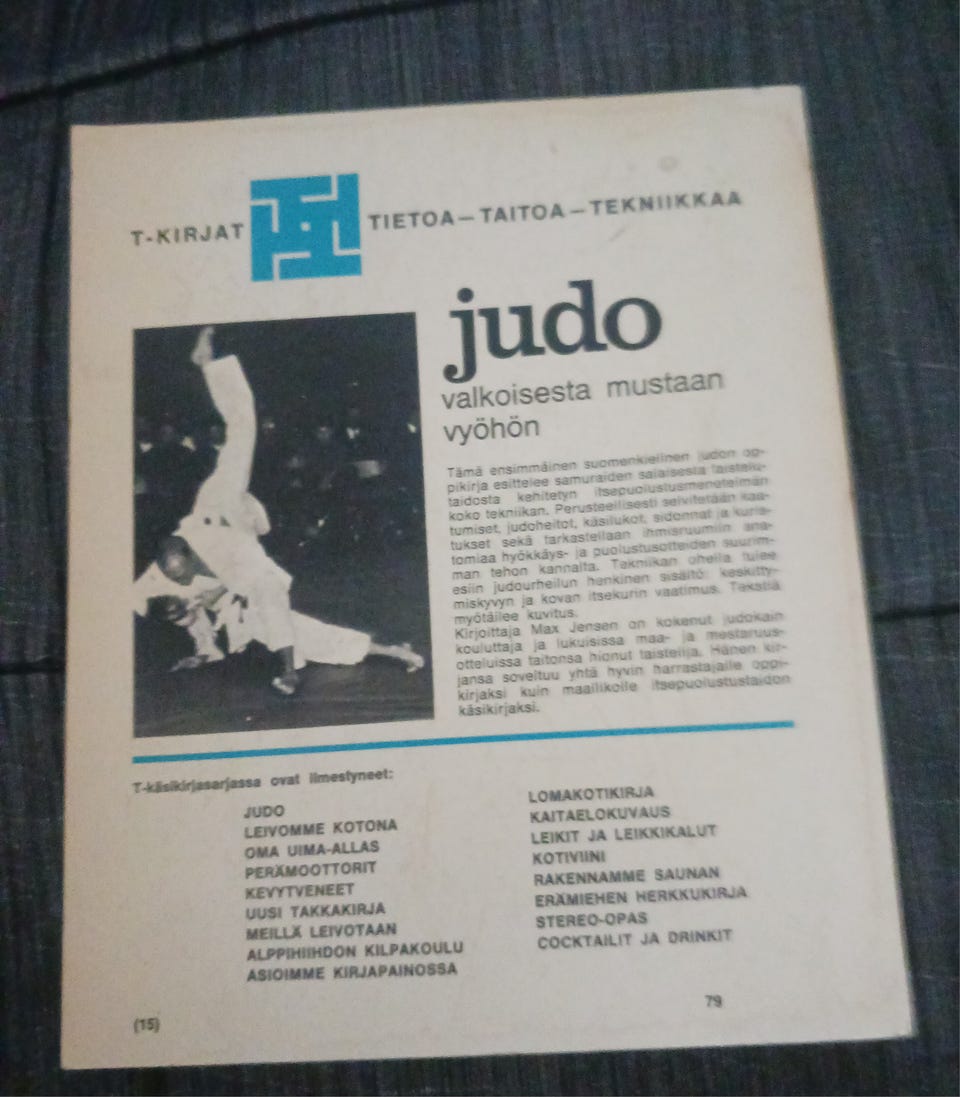 T-KIRJAT TIETOA — TAITOA — TEKNIIKKAA
judo
valkoisesta mustaan
vyöhön
Tämä ensimmäinen suomenkielinen judon op-
pikirja esittelee samuraiden salaisesta taistelu-
taidosta kehitetyn itsepuolustusmenetelmän
koko tekniikan. Perusteellisesti selvitetään kaa-
tumiset, judoheitot, käsilukot, sidonnat ja kuris-
tukset sekä tarkastellaan ihmisruumiin ana-
tomiaa hyökkäys- ja puolustusotteiden suurim-
man tehon kannalta. Tekniikan ohella tulee
esiin judourheilun henkinen sisältö: keskitty-
miskyvyn ja kovan itsekurin vaatimus. Tekstiä
myötäilee kuvitus.
Kirjoittaja Max Jensen on kokenut judokain
kouluttaja ja lukuisissa maa- ja mestaruus-
otteluissa taitonsa hionut taistelija. Hänen kir-
jansa soveltuu yhtä hyvin harrastajalle oppi-
kirjaksi kuin maallikolle itsepuolustustaidon
käsikirjaksi.
T-käsikirjasarjassa ovat ilmestyneet:
JUDO
LEIVOMME KOTONA
OMA UIMA-ALLAS
PERÄMOOTTORIT
KEVYTVENEET
UUSI TAKKAKIRJA
MEILLÄ LEIVOTAAN
ALPPIHIIHDON KILPAKOULU
ASIOIMME KIRJAPAINOSSA
LOMAKOTIKIRJA
KAITAELOKUVAUS
LEIKIT JA LEIKKIKALUT
KOTIVIINI
RAKENNAMME SAUNAN
ERÄMIEHEN HERKKUKIRJA
STEREO-OPAS
COCKTAILIT JA DRINKIT
(15)
79